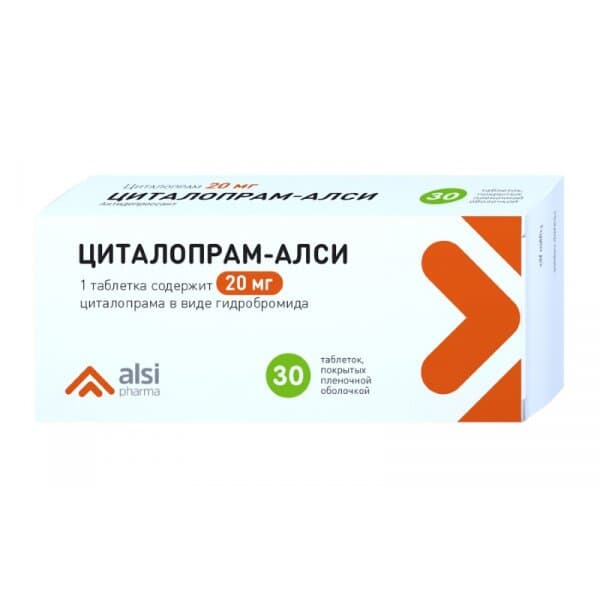 Циталопрам 20 мг
ЦИТАЛОПРАМ-АЛСИ
Антидепрессант
30
таблеток,
покрытых
пленочной
оболочкой
ЦИТАЛОПРАМ-АЛСИ
1 таблетка содержит 20 мг
циталопрама в виде гидробромида
alsi
pharma
30
таблеток,
покрытых
пленочной
оболочкой